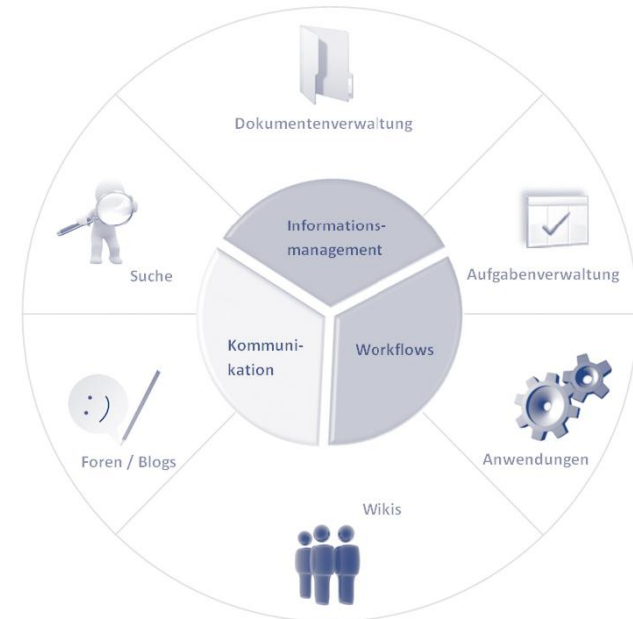 Dokumentenverwaltung
Informations-
management
Suche
Aufgabenverwaltung
Kommuni-
kation
Workflows
Foren / Blogs
Anwendungen
Wikis